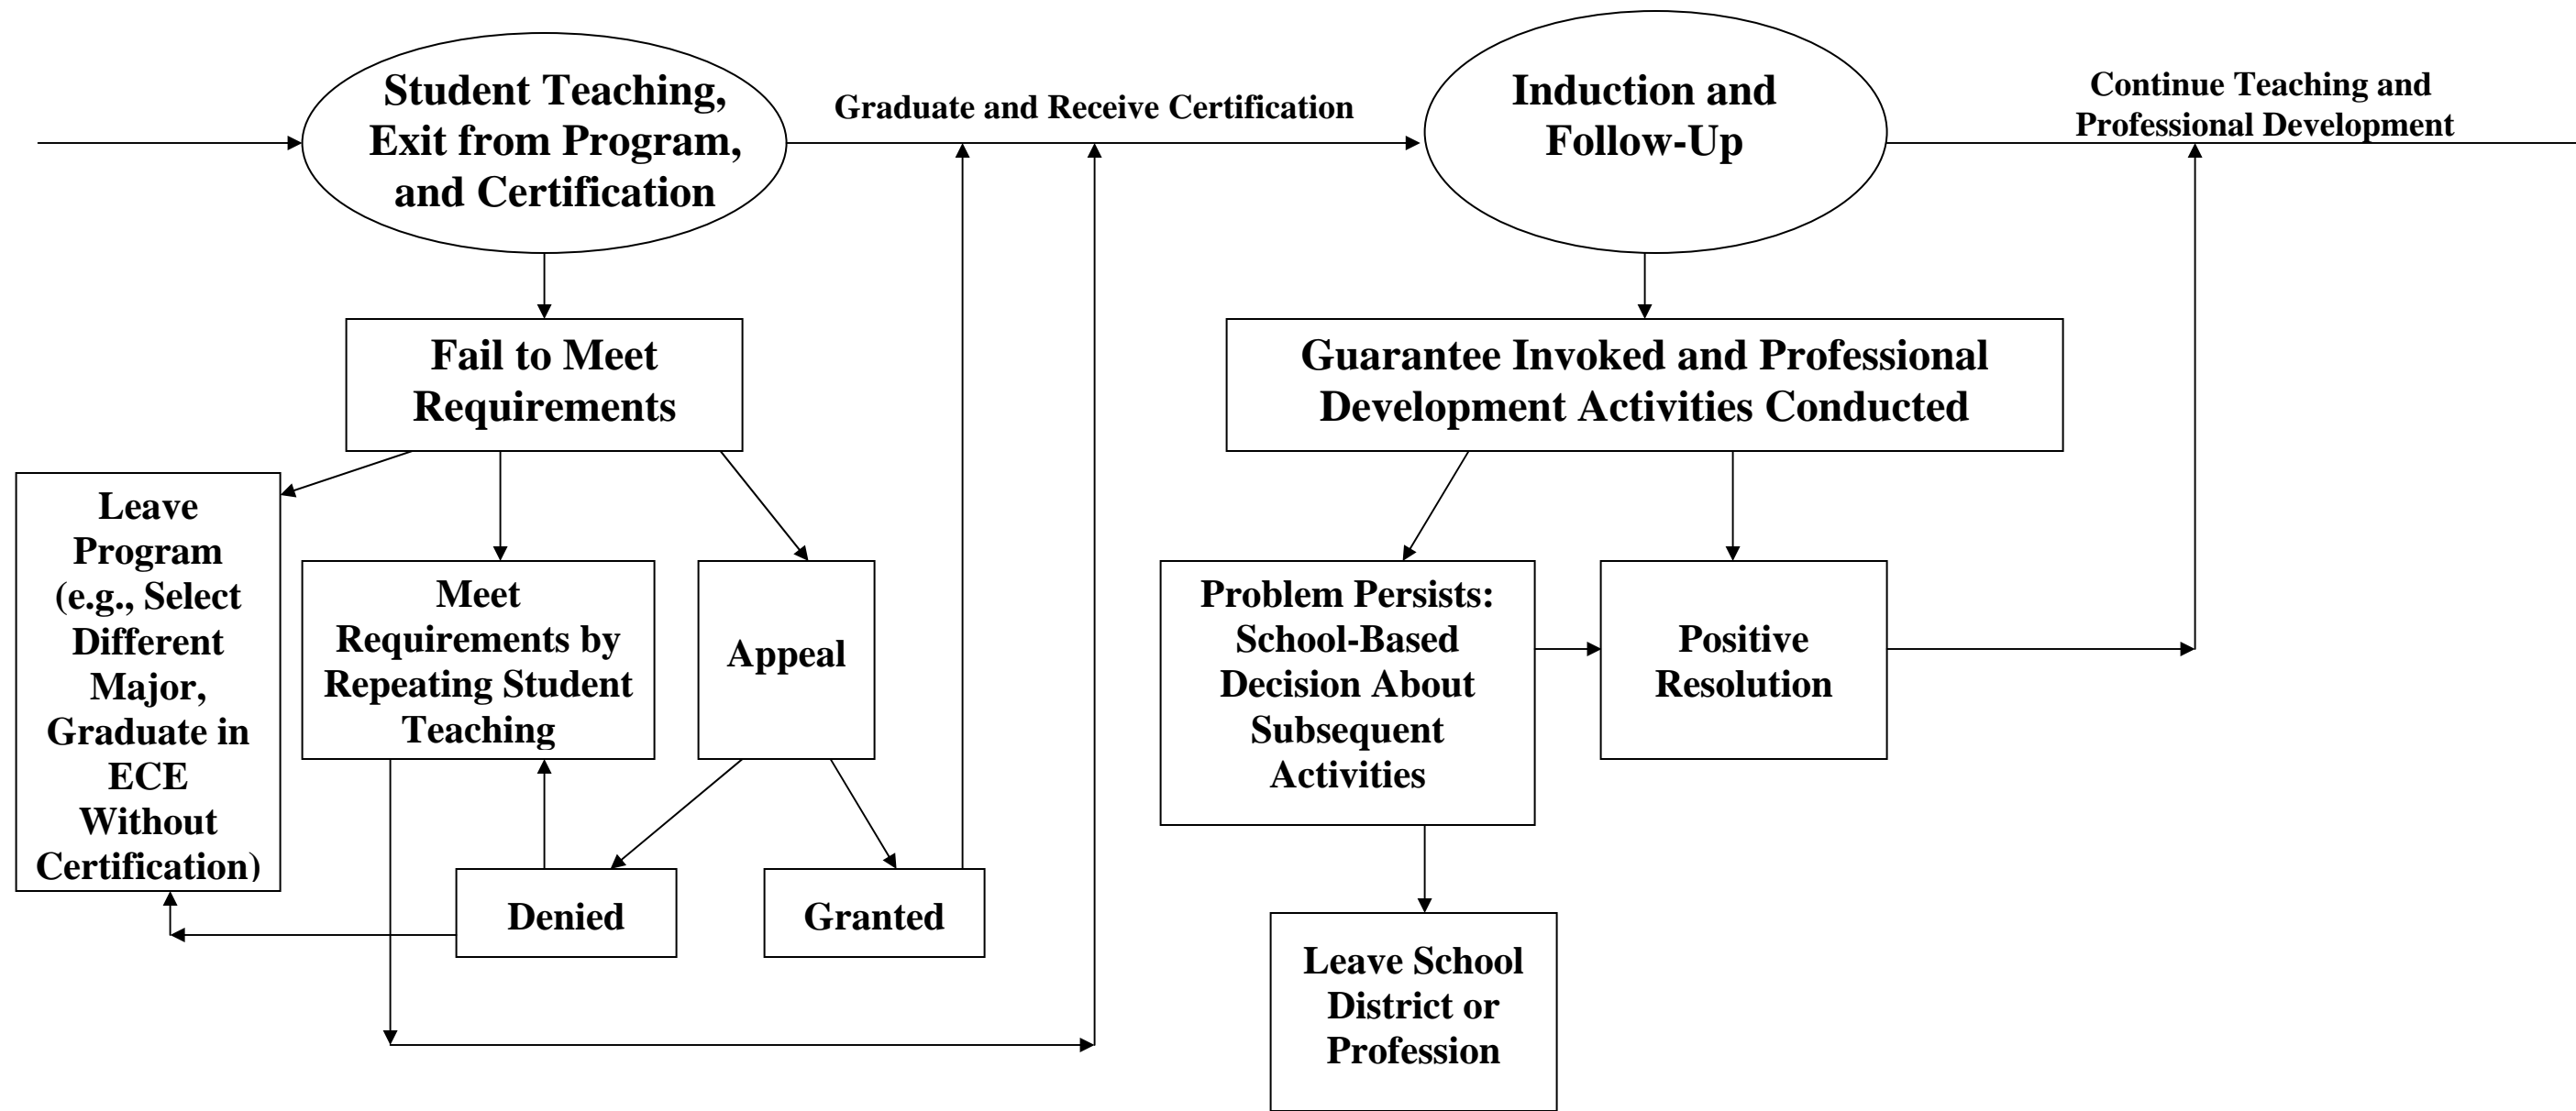 Student Teaching,
Exit from Program,
and Certification
Graduate and Receive Certification
Induction and
Follow-Up
Continue Teaching and
Professional Development
Fail to Meet
Requirements
Guarantee Invoked and Professional
Development Activities Conducted
Leave
Program
(e.g., Select
Different
Major,
Graduate in
ECE
Without
Certification)
Meet
Requirements by
Repeating Student
Teaching
Appeal
Problem Persists:
School-Based
Decision About
Subsequent
Activities
Positive
Resolution
Denied
Granted
Leave School
District or
Profession